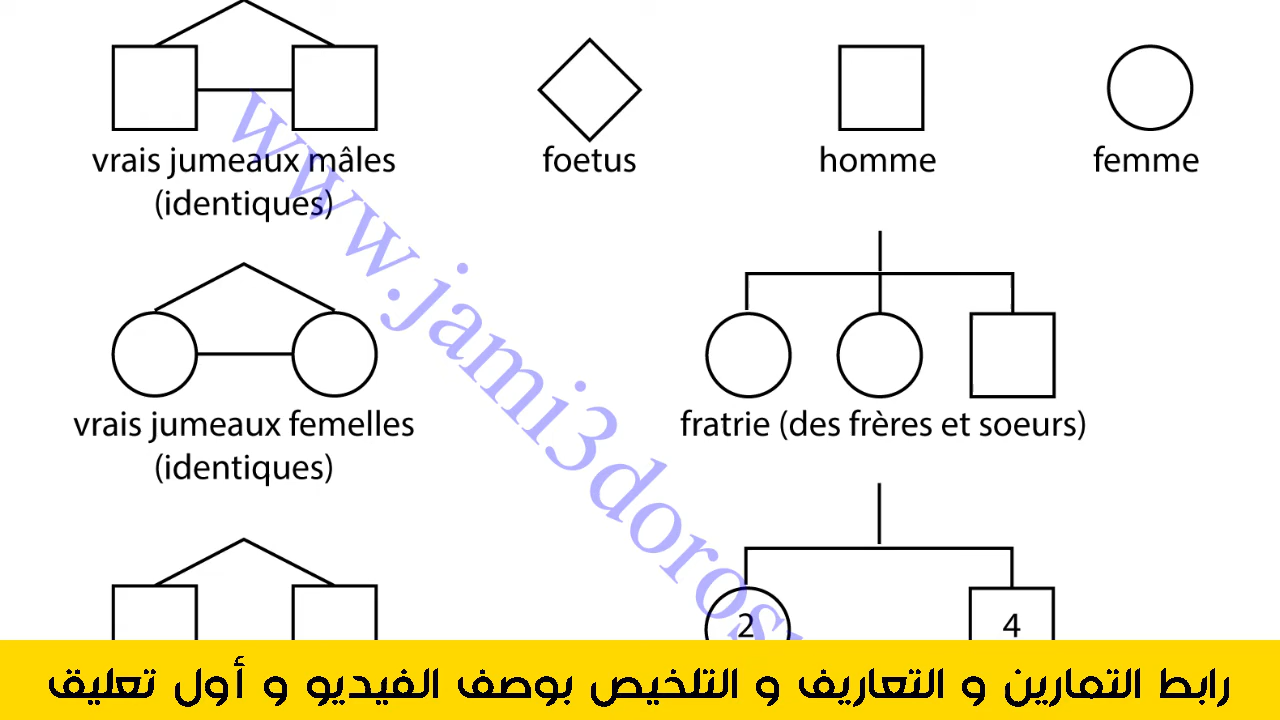 vrais jumeaux mâles
(identiques)
foetus
homme
femme
vrais jumeaux femelles
(identiques)
fratrie (des frères et soeurs)
2
4
www.jami3doros
رابط التمارين و التعاريف و التلخيص بوصف الفيديو و أول تعليق